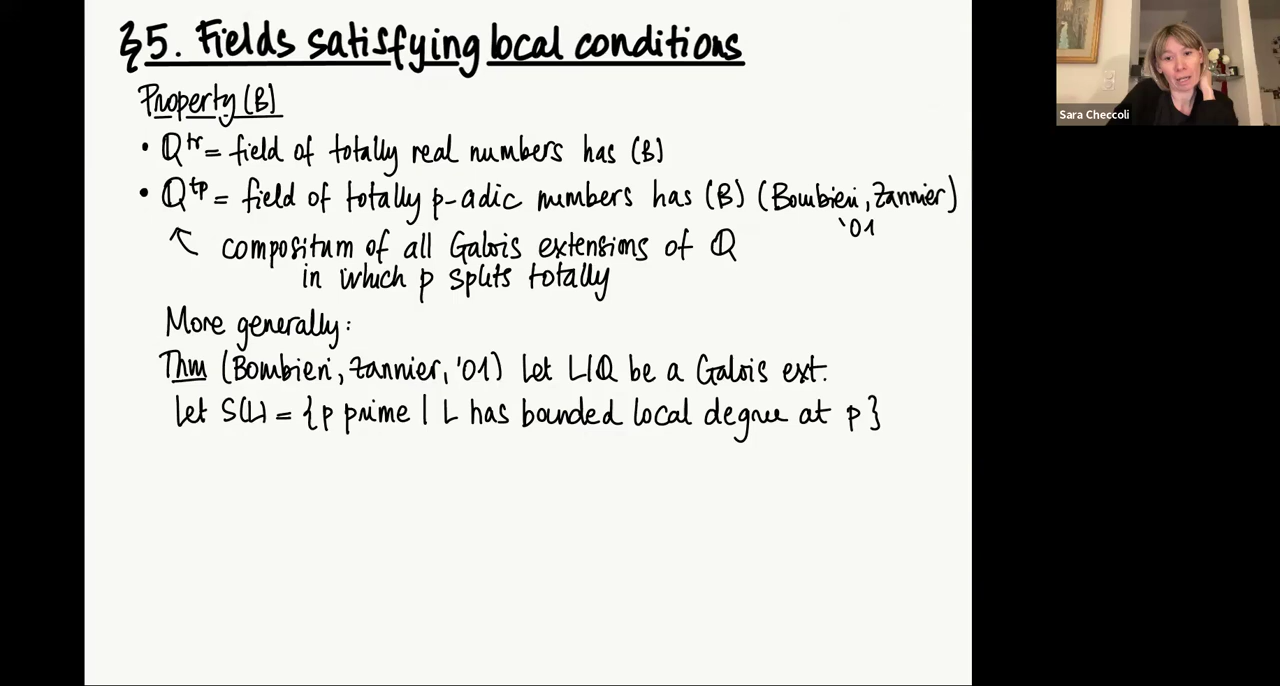 §5. Fields satisfying local conditions
Sara Checcoli
Property (B)
• ℚ^tr = field of totally real numbers has (B)
• ℚ^tp = field of totally p-adic numbers has (B) (Bombieri, Zannier)
'01
↖ compositum of all Galois extensions of ℚ
in which p splits totally
More generally:
Thm (Bombieri, Zannier, '01) Let L/ℚ be a Galois ext.
Let S(L) = {p prime | L has bounded local degree at p}